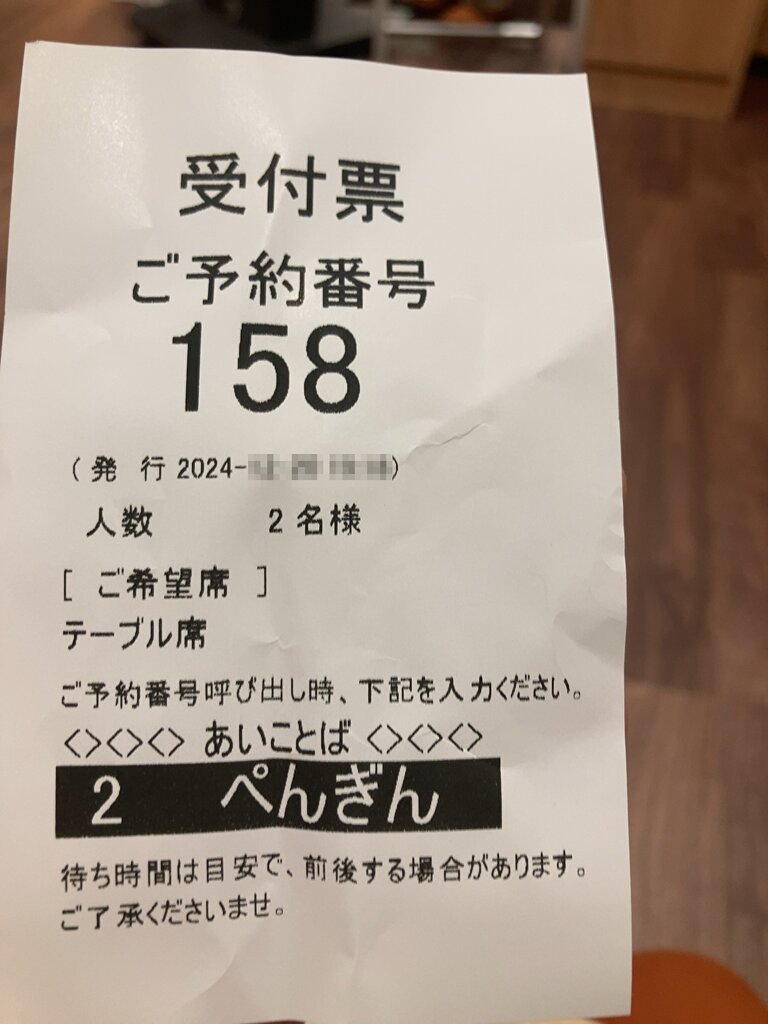 受付票
ご予約番号
158
(発 行 2024-
人数 2名様
[ ご希望席 ]
テーブル席
ご予約番号呼び出し時、下記を入力ください。
<><><> あいことば <><><>
2 ぺんぎん
待ち時間は目安で、前後する場合があります。
ご了承くださいませ。